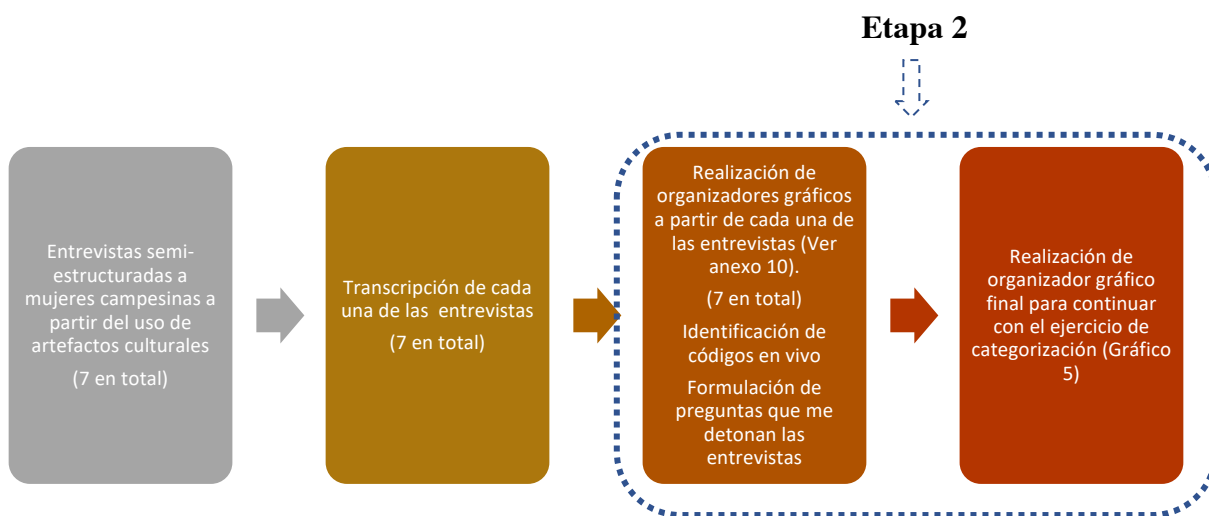 Etapa 2
Entrevistas semi-
estructuradas a
mujeres campesinas a
partir del uso de
artefactos culturales
(7 en total)
Transcripción de cada
una de las entrevistas
(7 en total)
Realización de
organizadores gráficos
a partir de cada una de
las entrevistas (Ver
anexo 10).
(7 en total)
Identificación de
códigos en vivo
Formulación de
preguntas que me
detonan las
entrevistas
Realización de
organizador gráfico
final para continuar
con el ejercicio de
categorización (Gráfico
5)